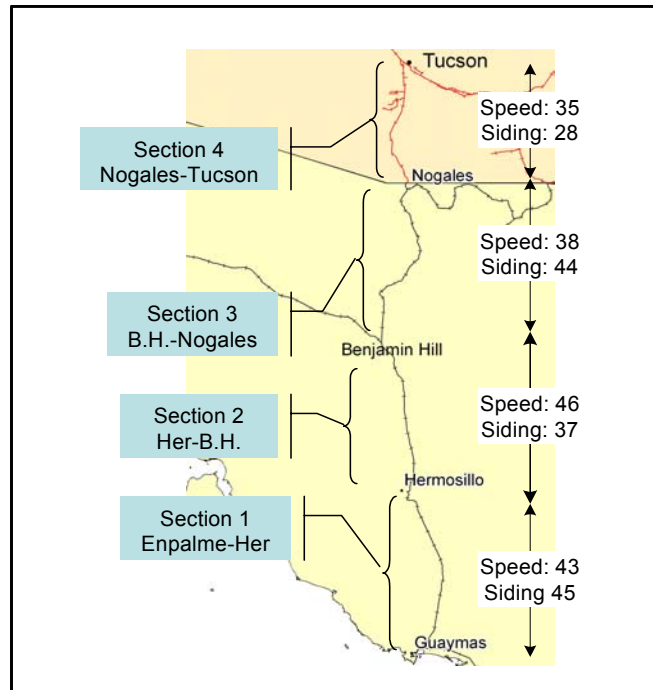 Tucson
Speed: 35
Siding: 28
Section 4
Nogales-Tucson
Nogales
Speed: 38
Siding: 44
Section 3
B.H.-Nogales
Benjamin Hill
Speed: 46
Siding: 37
Section 2
Her-B.H.
Hermosillo
Section 1
Enpalme-Her
Speed: 43
Siding 45
Guaymas